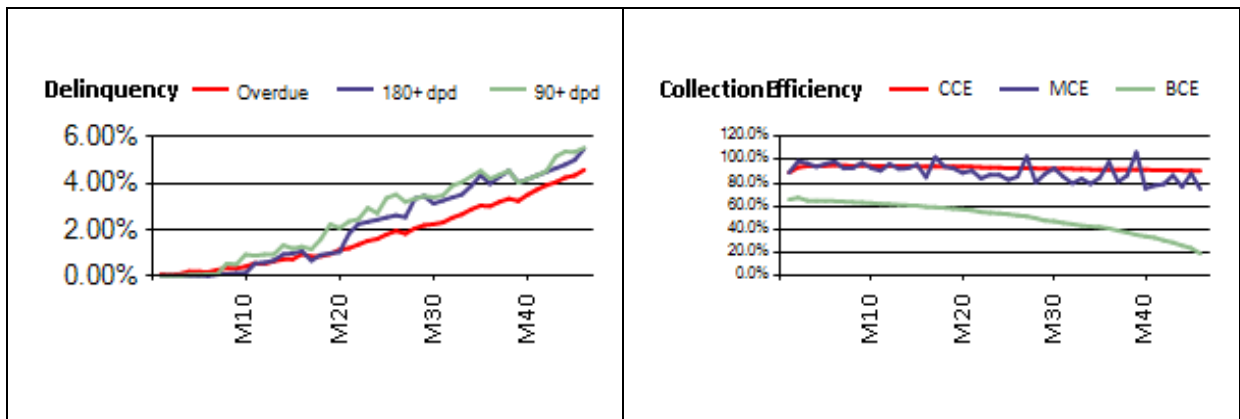 Delinquency Overdue 180+ dpd 90+ dpd
6.00%
4.00%
2.00%
0.00%
M10 M20 M30 M40
Collection Efficiency CCE MCE BCE
120.0%
100.0%
80.0%
60.0%
40.0%
20.0%
0.0%
M10 M20 M30 M40